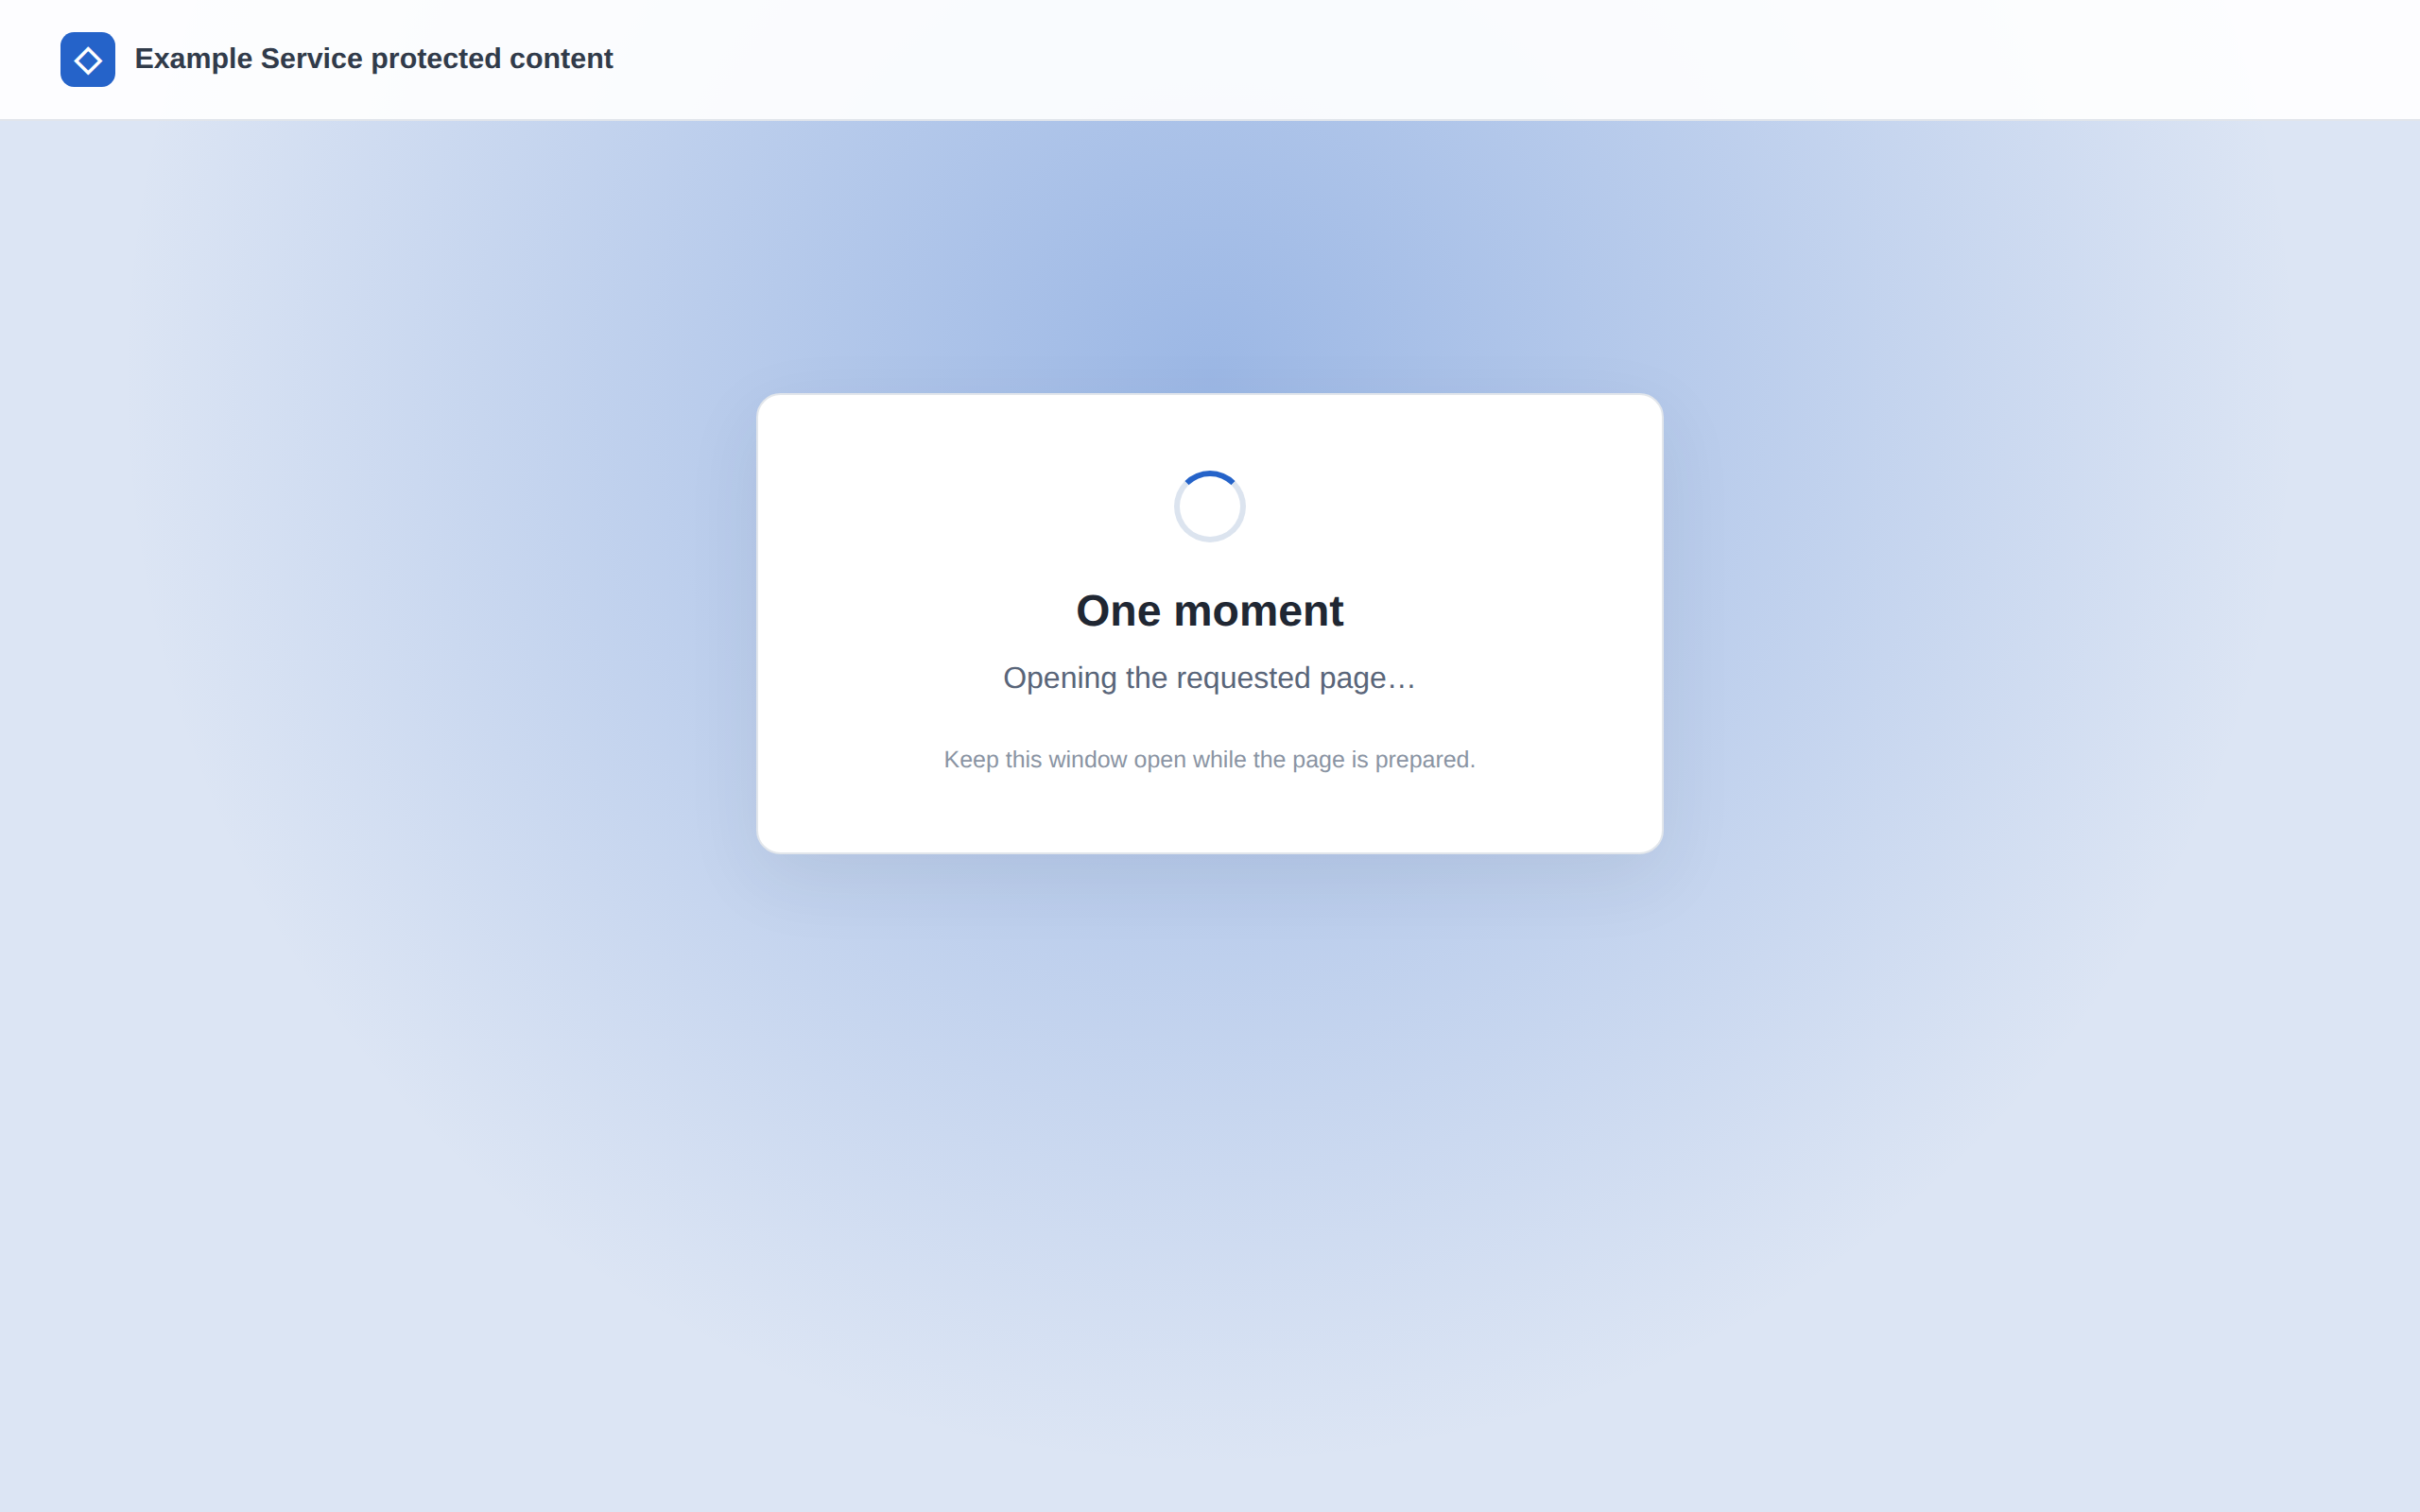 Example Service protected content
One moment
Opening the requested page…
Keep this window open while the page is prepared.